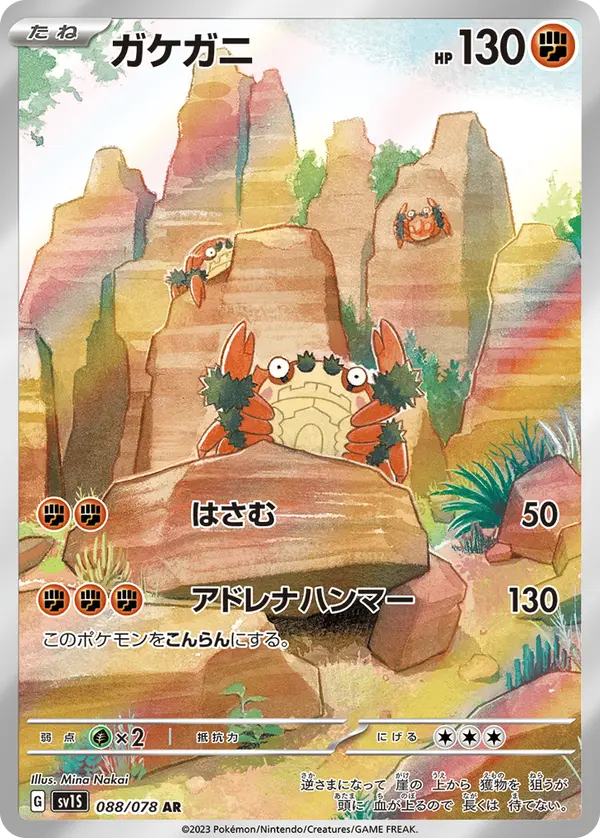 たね ガケガニ HP 130
はさむ 50
アドレナハンマー 130
このポケモンをこんらんにする。
弱点 ×2 抵抗力 にげる
Illus. Mina Nakai
逆さまになって 崖の 上から 獲物を 狙うが
頭に 血が上るので 長くは 待てない。
G sv1S 088/078 AR
©2023 Pokémon/Nintendo/Creatures/GAME FREAK.